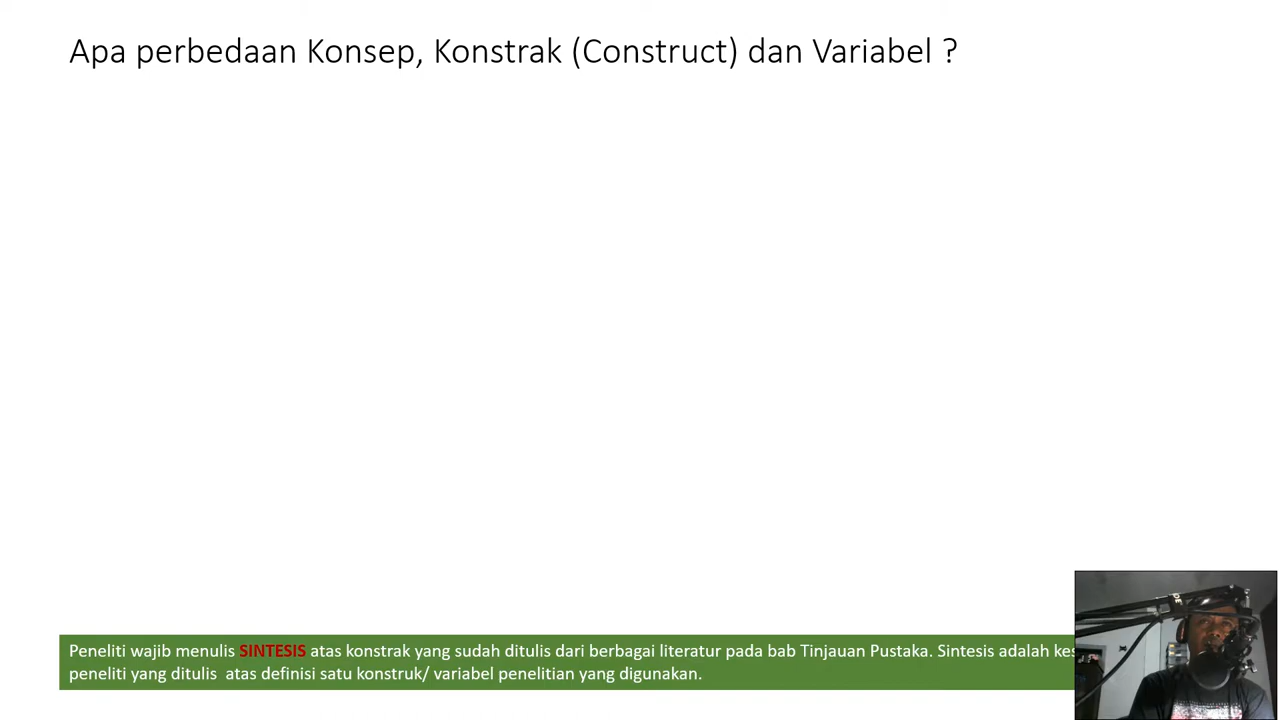 Apa perbedaan Konsep, Konstrak (Construct) dan Variabel ?
Peneliti wajib menulis SINTESIS atas konstrak yang sudah ditulis dari berbagai literatur pada bab Tinjauan Pustaka. Sintesis adalah
peneliti yang ditulis atas definisi satu konstruk/ variabel penelitian yang digunakan.